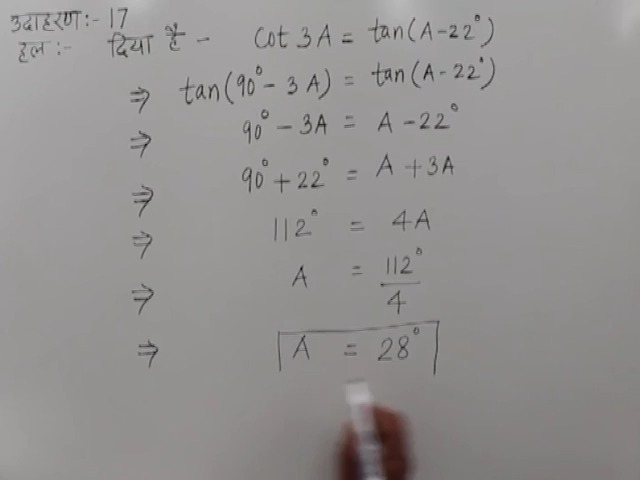 उदाहरण:- 17
हल:- दिया है - cot 3A = tan(A-22°)
⇒ tan(90° - 3A) = tan(A-22°)
⇒ 90° - 3A = A - 22°
⇒ 90° + 22° = A + 3A
⇒ 112° = 4A
⇒ A = 112°/4
⇒ A = 28°